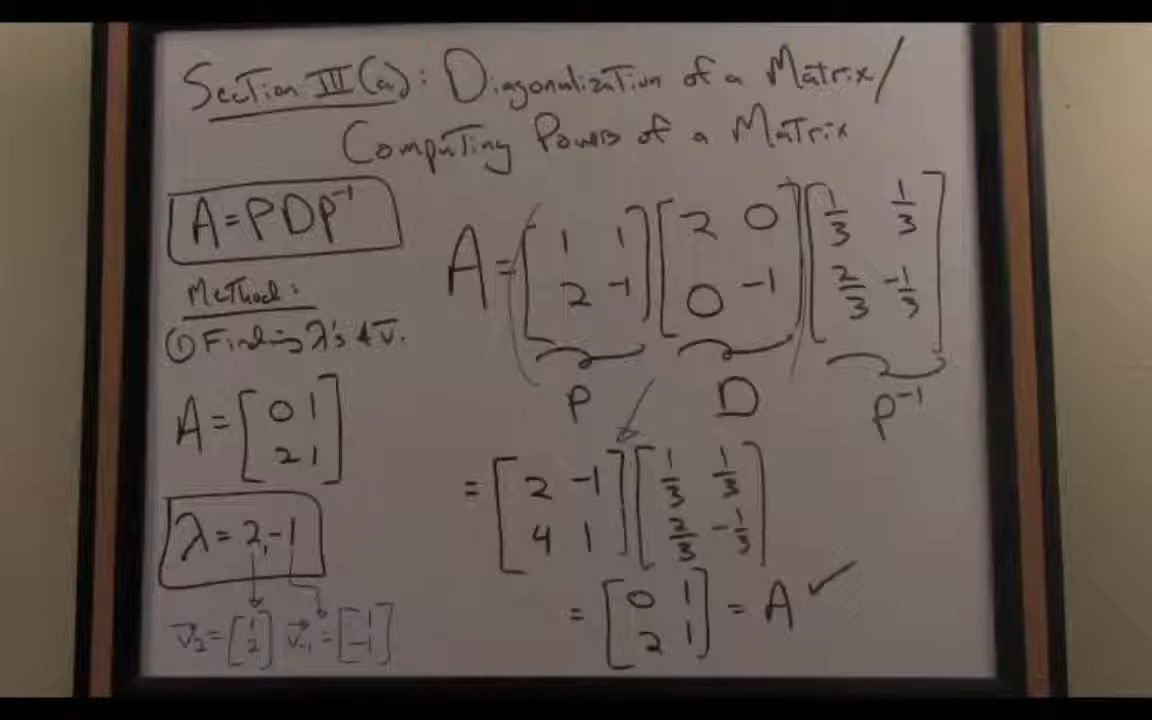 Section III(a): Diagonalization of a Matrix/
Computing Powers of a Matrix
A=PDP⁻¹
Method:
① Finding λ's & v̄.
A = [0 1
2 1]
λ = 2, -1
v⃗₂ = [1
2] v⃗₋₁ = [1
-1]
A = [1 1
2 -1] [2 0
0 -1] [1/3 1/3
2/3 -1/3]
P D P⁻¹
= [2 -1
4 1] [1/3 1/3
2/3 -1/3]
= [0 1
2 1] = A ✓